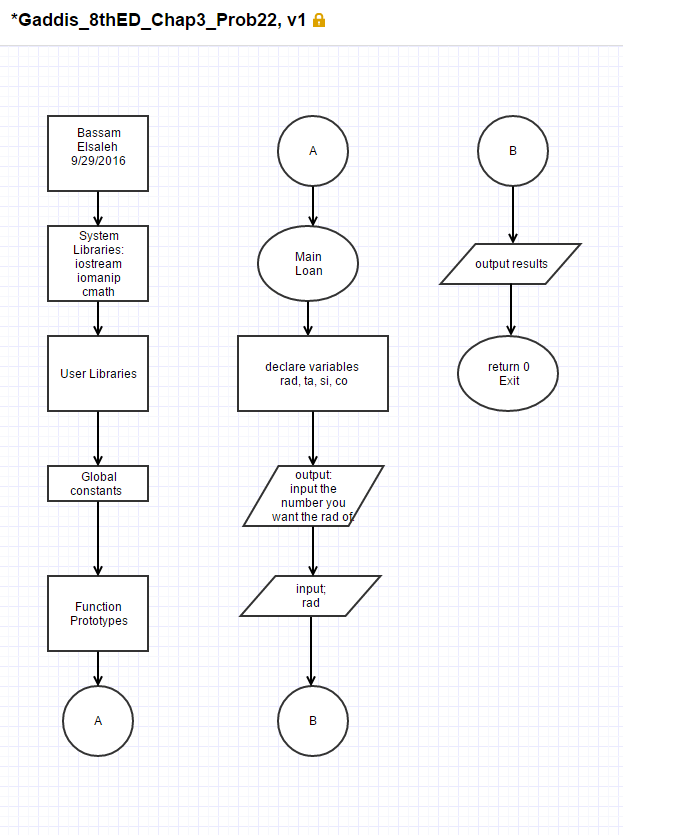 *Gaddis_8thED_Chap3_Prob22, v1
Bassam
Elsaleh
9/29/2016
System
Libraries:
iostream
iomanip
cmath
User Libraries
Global
constants
Function
Prototypes
A
A
Main
Loan
declare variables
rad, ta, si, co
output:
input the
number you
want the rad of:
input;
rad
B
B
output results
return 0
Exit